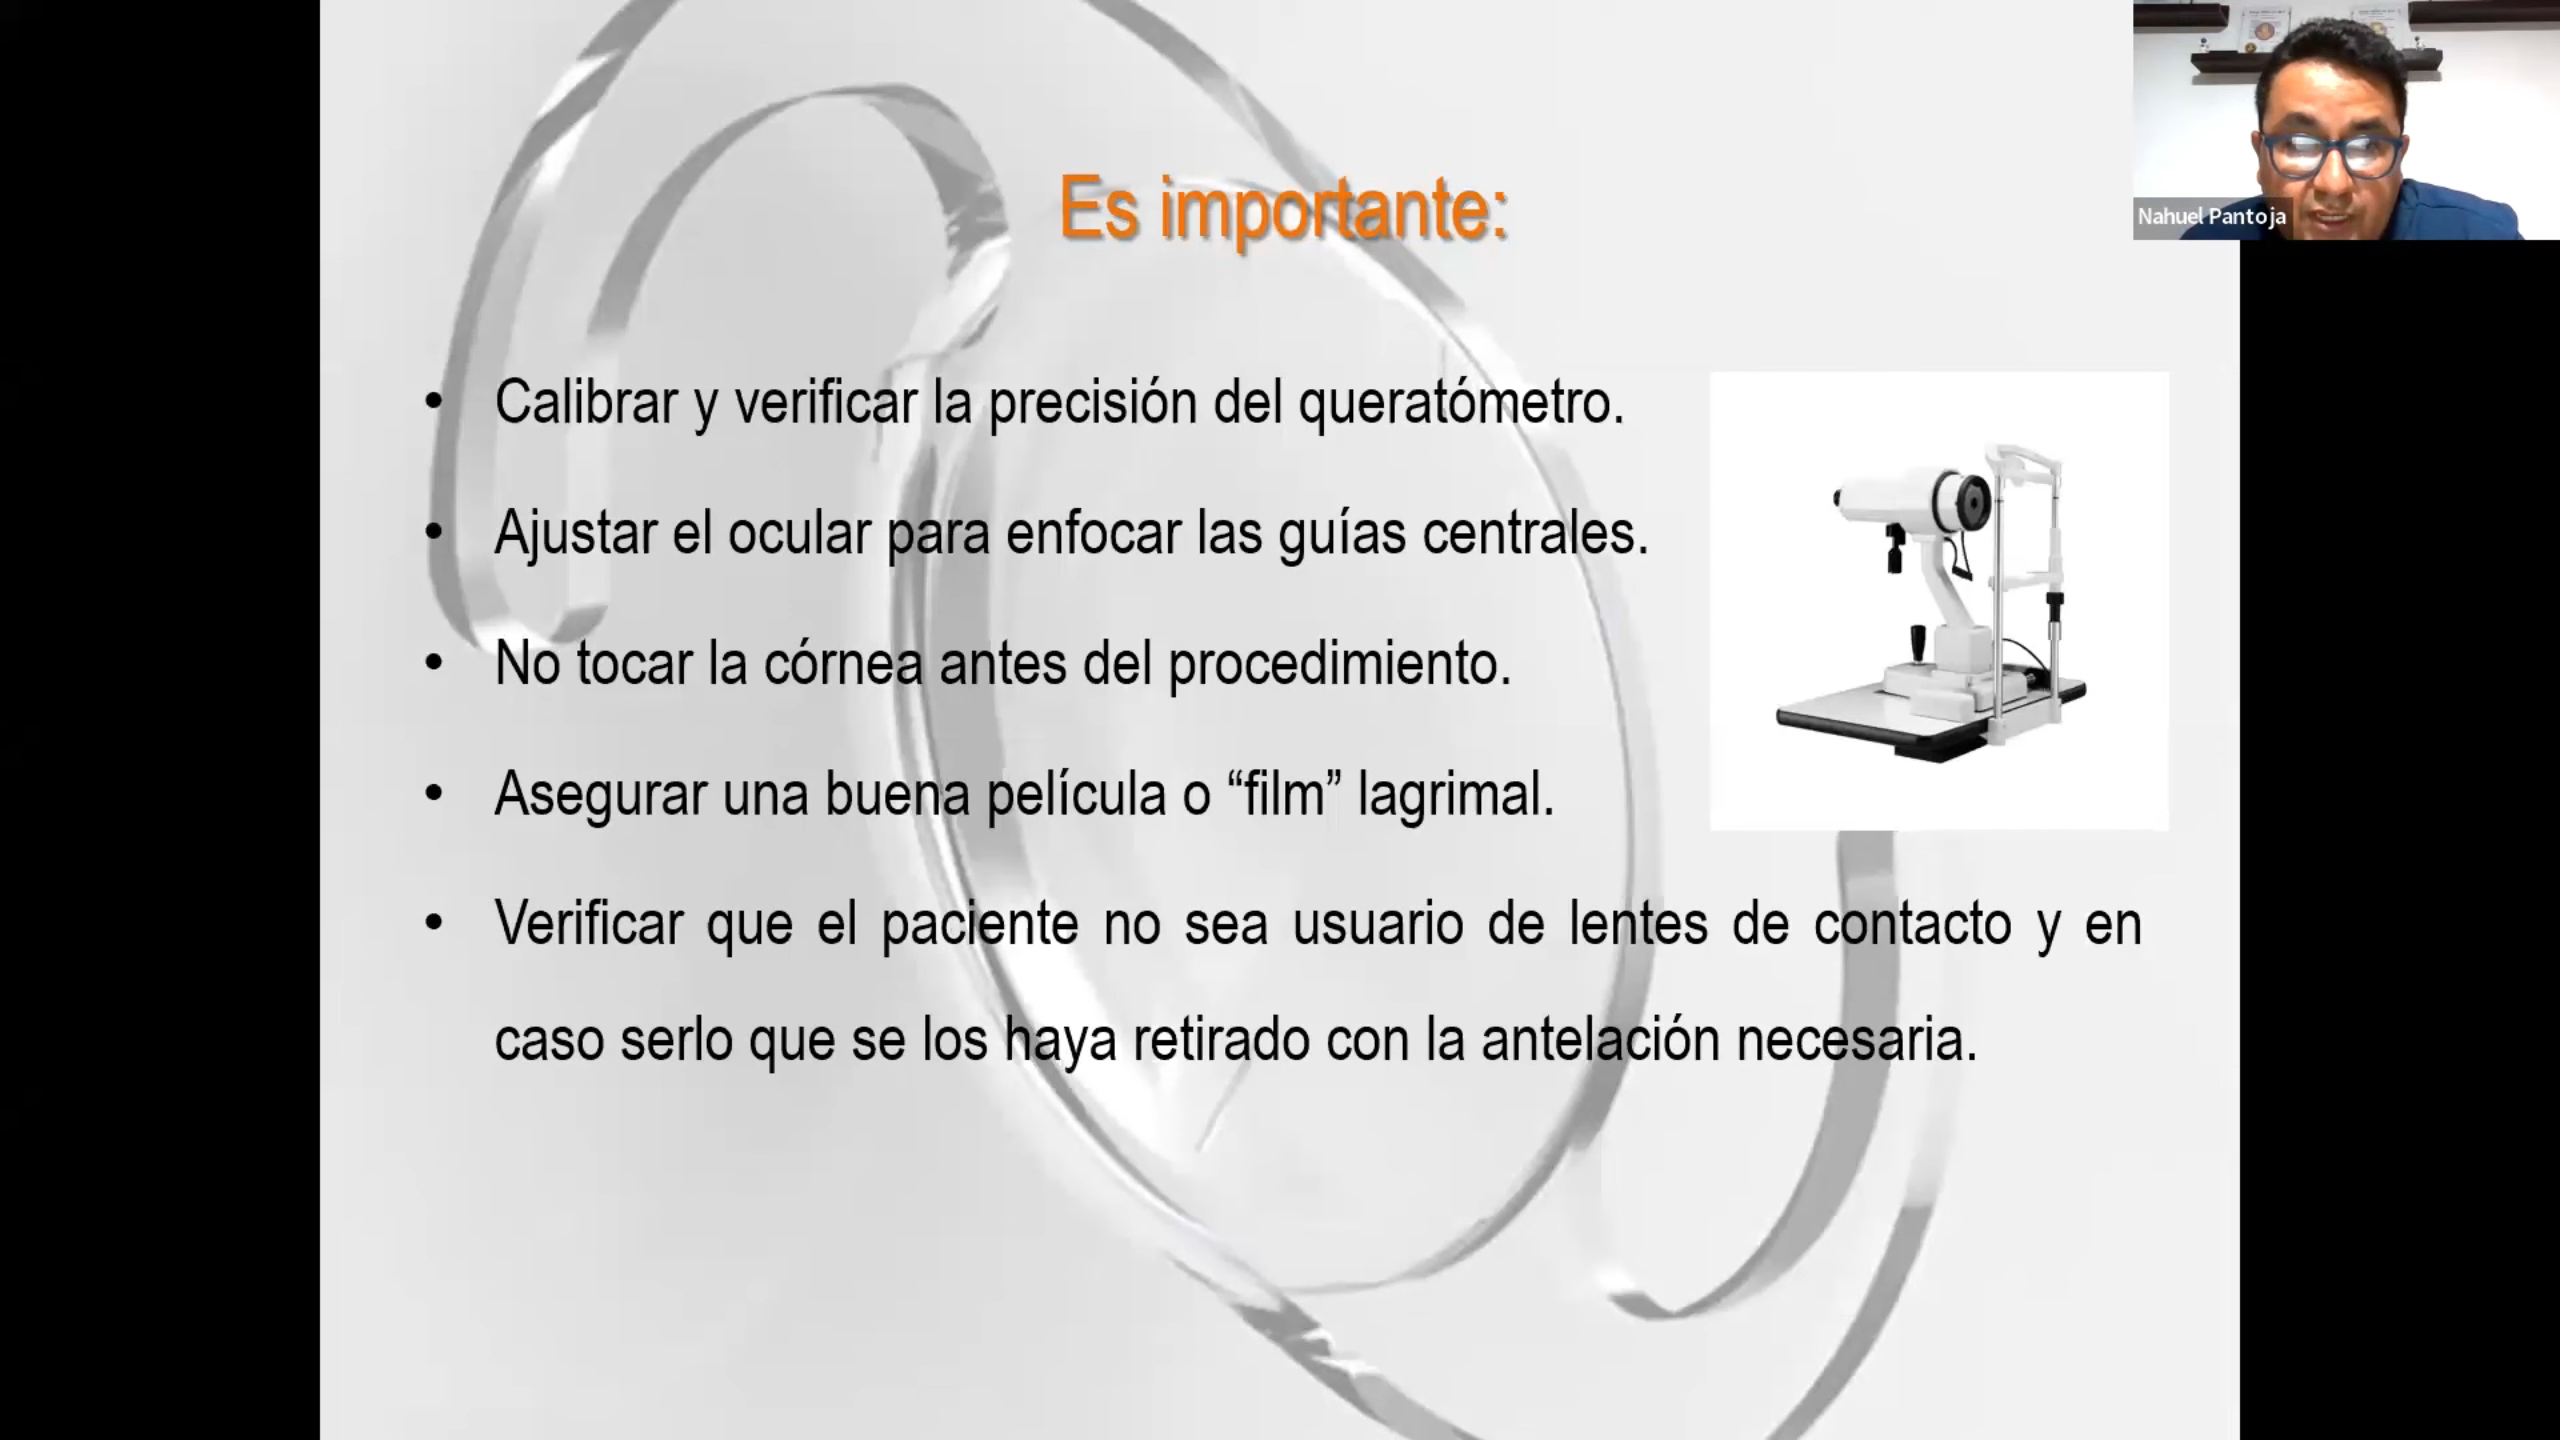 Es importante:
Nahuel Pantoja
• Calibrar y verificar la precisión del queratómetro.
• Ajustar el ocular para enfocar las guías centrales.
• No tocar la córnea antes del procedimiento.
• Asegurar una buena película o “film” lagrimal.
• Verificar que el paciente no sea usuario de lentes de contacto y en
caso serlo que se los haya retirado con la antelación necesaria.